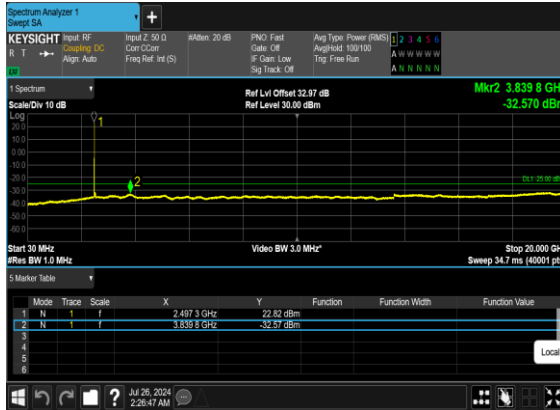 Spectrum Analyzer 1
Swept SA
KEYSIGHT Input: RF Input Z: 50 Ω #Atten: 20 dB PNO: Fast Avg Type: Power (RMS) 1 2 3 4 5 6
R T Coupling: DC Corr CCorr Gate: Off Avg|Hold: 100/100 A W W W W W
Align: Auto Freq Ref: Int (S) IF Gain: Low Trig: Free Run
Sig Track: Off A N N N N N
LXI
1 Spectrum Ref Lvl Offset 32.97 dB Mkr2 3.839 8 GH
Scale/Div 10 dB Ref Level 30.00 dBm -32.570 dBr
Log
20.0
10.0
0.00
-10.0
-20.0
-30.0
-40.0
-50.0
-60.0
1
2
DL1 -25.00 dB
Start 30 MHz Video BW 3.0 MHz* Stop 20.000 GH
#Res BW 1.0 MHz Sweep 34.7 ms (40001 pt
5 Marker Table
Mode Trace Scale X Y Function Function Width Function Value
1 N 1 f 2.497 3 GHz 22.82 dBm
2 N 1 f 3.839 8 GHz -32.57 dBm
3
4
5
6
Local
Jul 26, 2024
2:26:47 AM